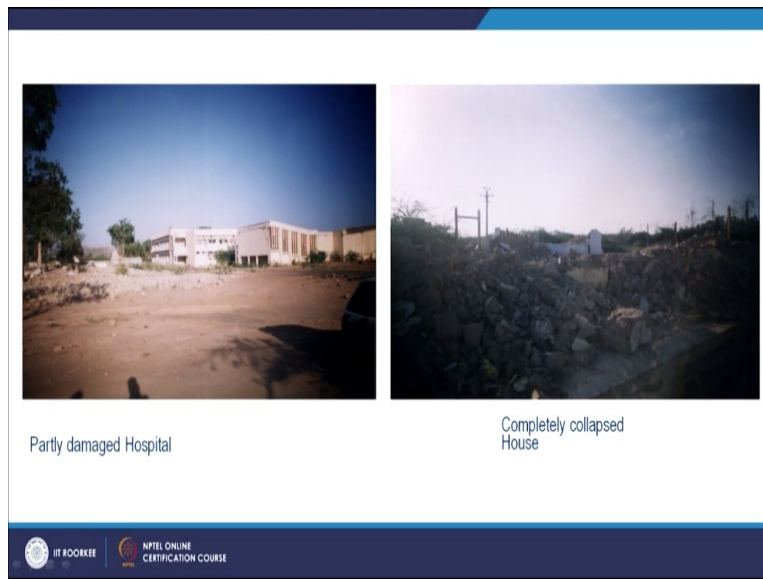 Partly damaged Hospital
Completely collapsed
House
IIT ROORKEE
NPTEL ONLINE
CERTIFICATION COURSE